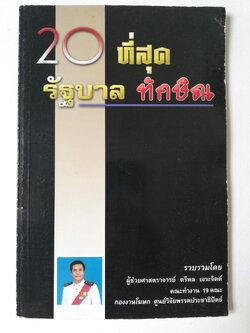 20 ที่สุด
รัฐบาล ทักษิณ
รวบรวมโดย
ผู้ช่วยศาสตราจารย์ ตรีพล เจาะจิตต์
คณะทำงาน 19 คณะ
กองงานโฆษก ศูนย์วิจัยพรรคประชาธิปัตย์